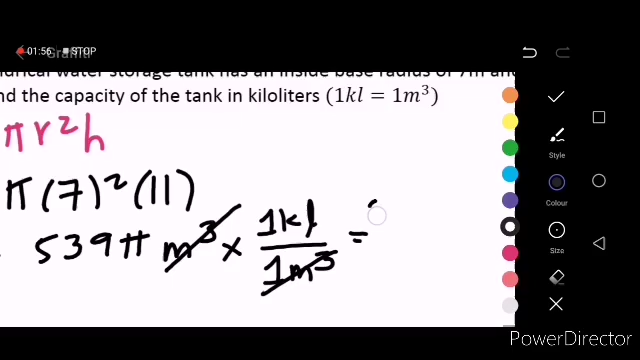 01:56 STOP
ndrical water storage tank has an inside base radius of 7m and
nd the capacity of the tank in kiloliters (1kl = 1m³)
πr²h
π(7)²(11)
539π m³ × 1kl / 1m³ =
Style
Colour
Size
PowerDirector